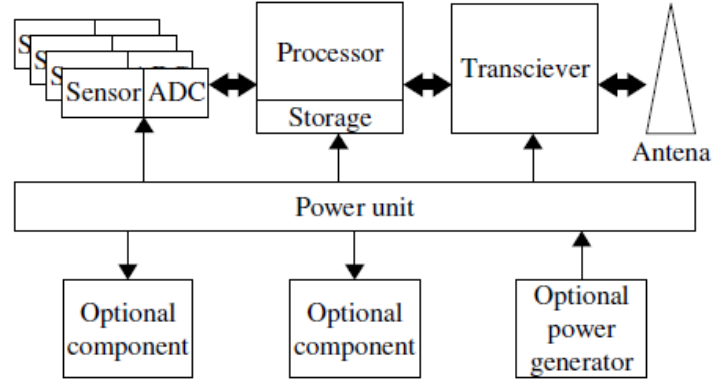 S
S
S
Sensor ADC
Processor
Storage
Transciever
Antena
Power unit
Optional
component
Optional
component
Optional
power
generator